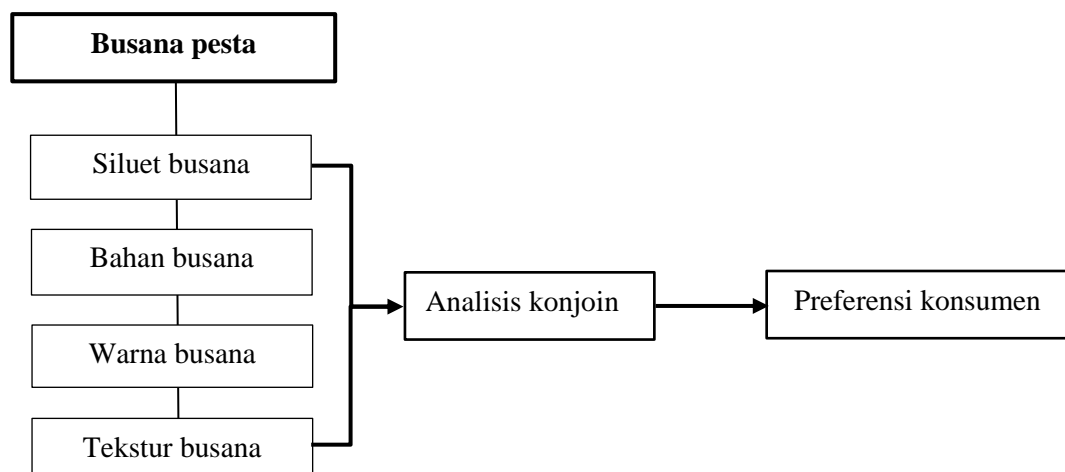 Busana pesta
Siluet busana
Bahan busana
Analisis konjoin
Preferensi konsumen
Warna busana
Tekstur busana